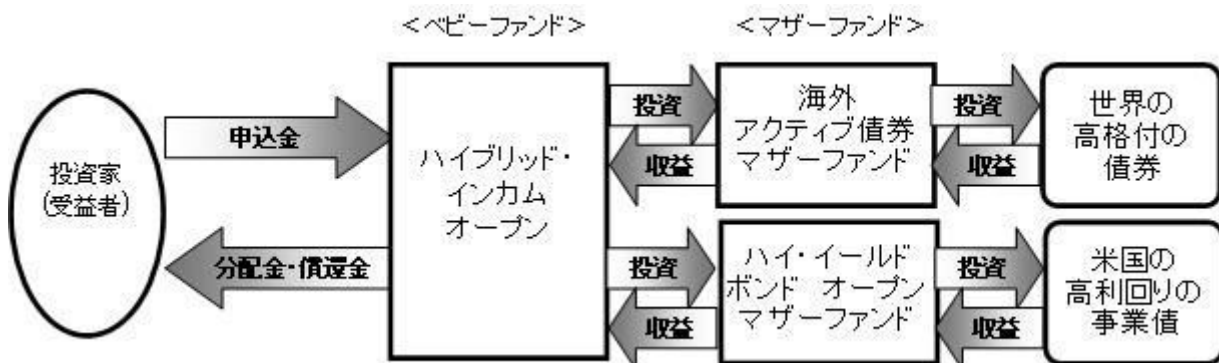 ＜ベビーファンド＞
＜マザーファンド＞
投資家
(受益者)
申込金
分配金・償還金
ハイブリッド・
インカム
オープン
投資
収益
海外
アクティブ債券
マザーファンド
投資
収益
世界の
高格付の
債券
投資
収益
ハイ・イールド
ボンド　オープン
マザーファンド
投資
収益
米国の
高利回りの
事業債